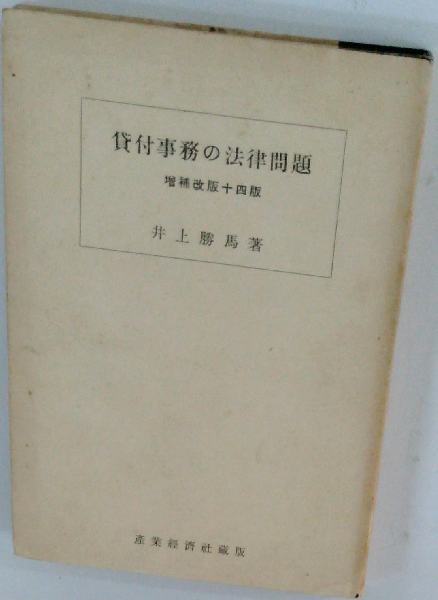 貸付事務の法律問題
増補改版十四版
井上勝馬著
産業経済社蔵版